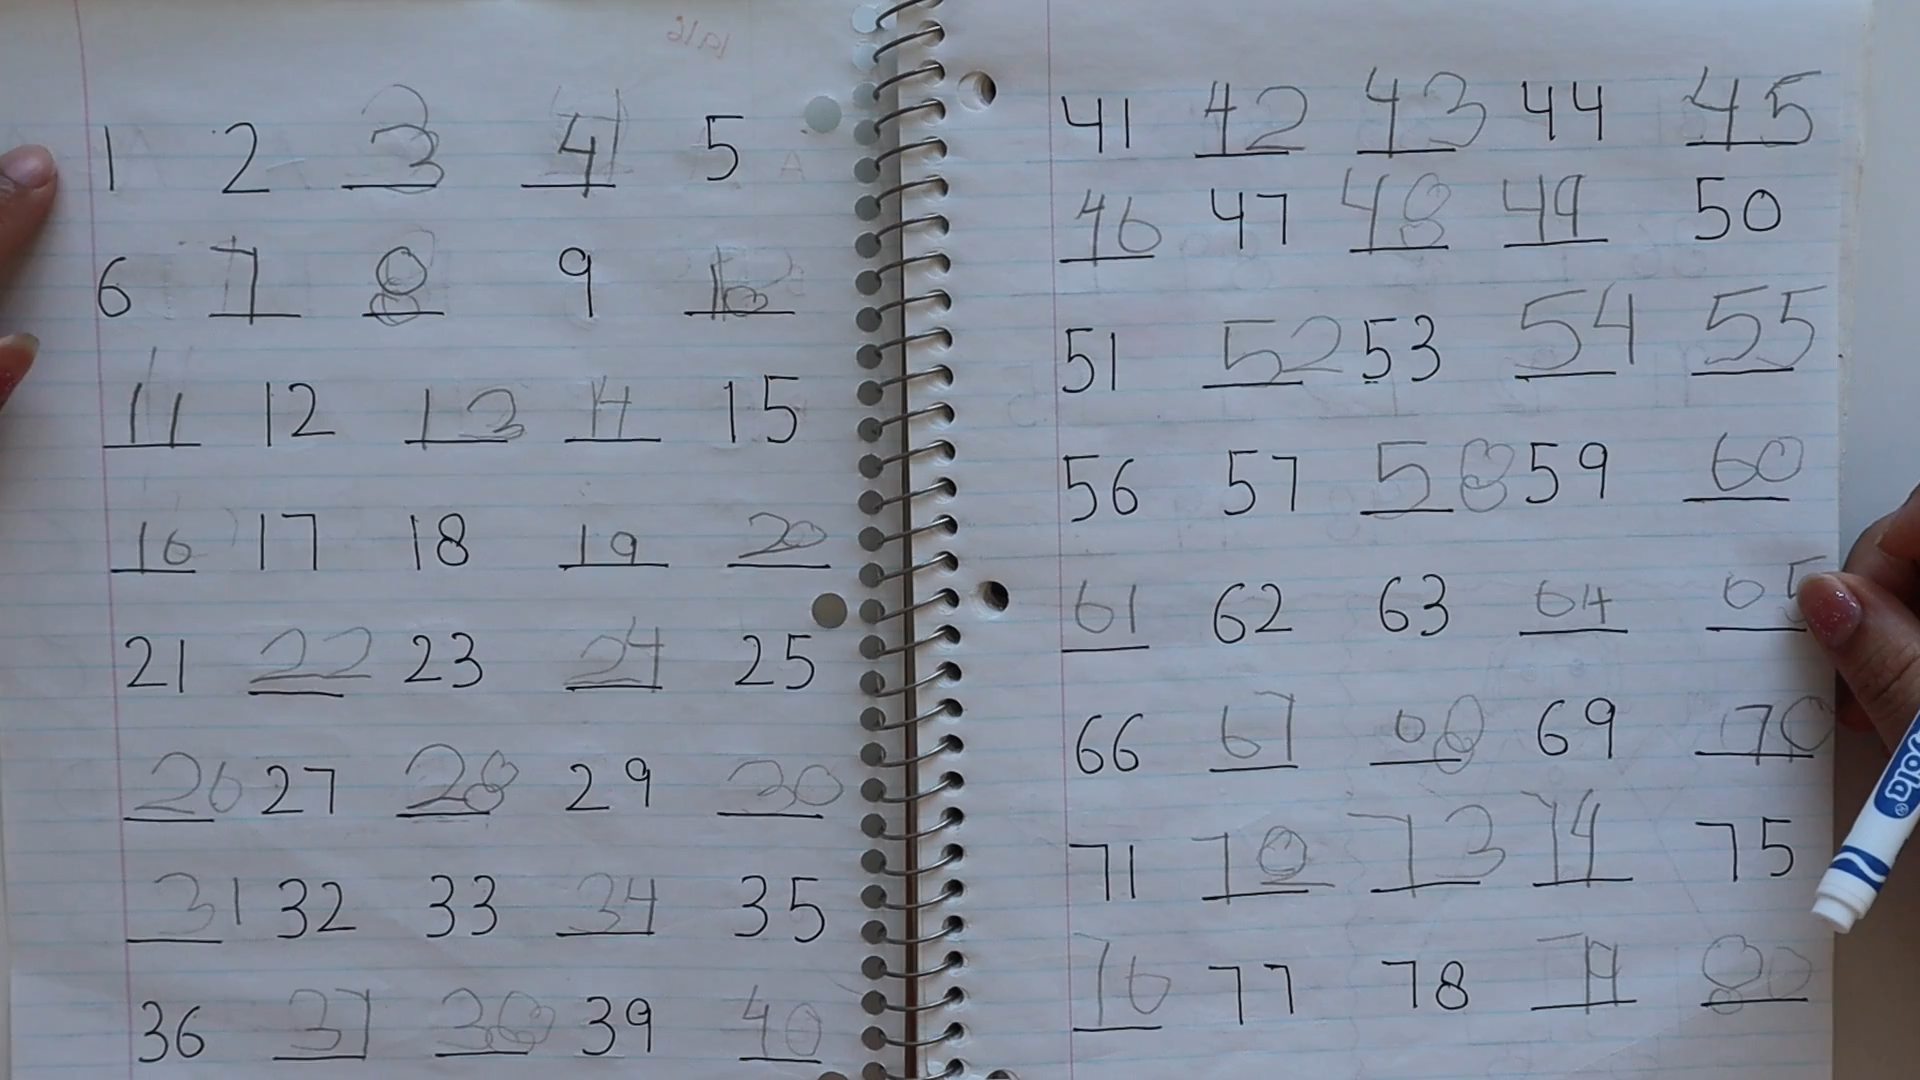 1 2 3 4 5
6 7 8 9 10
11 12 13 14 15
16 17 18 19 20
21 22 23 24 25
26 27 28 29 30
31 32 33 34 35
36 37 38 39 40
41 42 43 44 45
46 47 48 49 50
51 52 53 54 55
56 57 58 59 60
61 62 63 64 65
66 67 68 69 70
71 73 74 75
76 77 78 79 80
ola